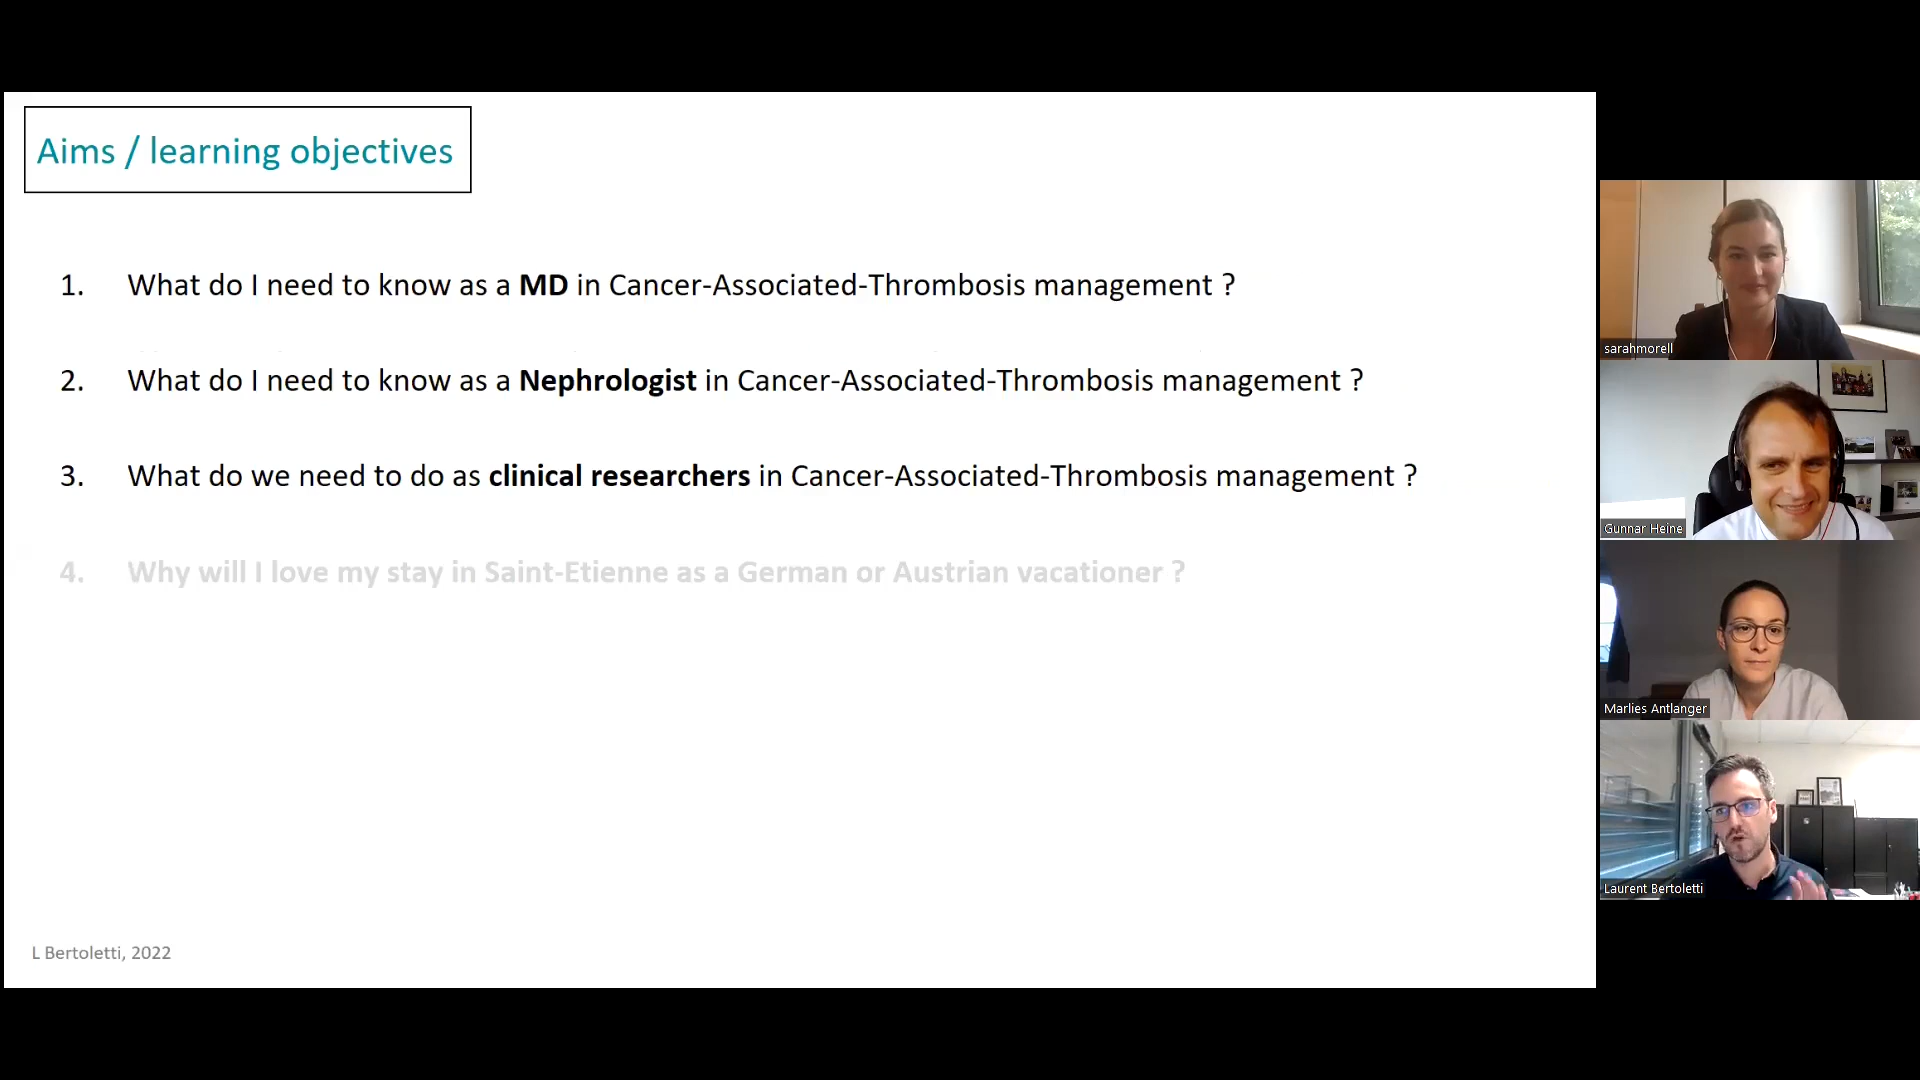 Aims / learning objectives
1. What do I need to know as a MD in Cancer-Associated-Thrombosis management ?
2. What do I need to know as a Nephrologist in Cancer-Associated-Thrombosis management ?
3. What do we need to do as clinical researchers in Cancer-Associated-Thrombosis management ?
4. Why will I love my stay in Saint-Etienne as a German or Austrian vacationer ?
L Bertoletti, 2022
sarahmorell
Gunnar Heine
Marlies Antlanger
Laurent Bertoletti